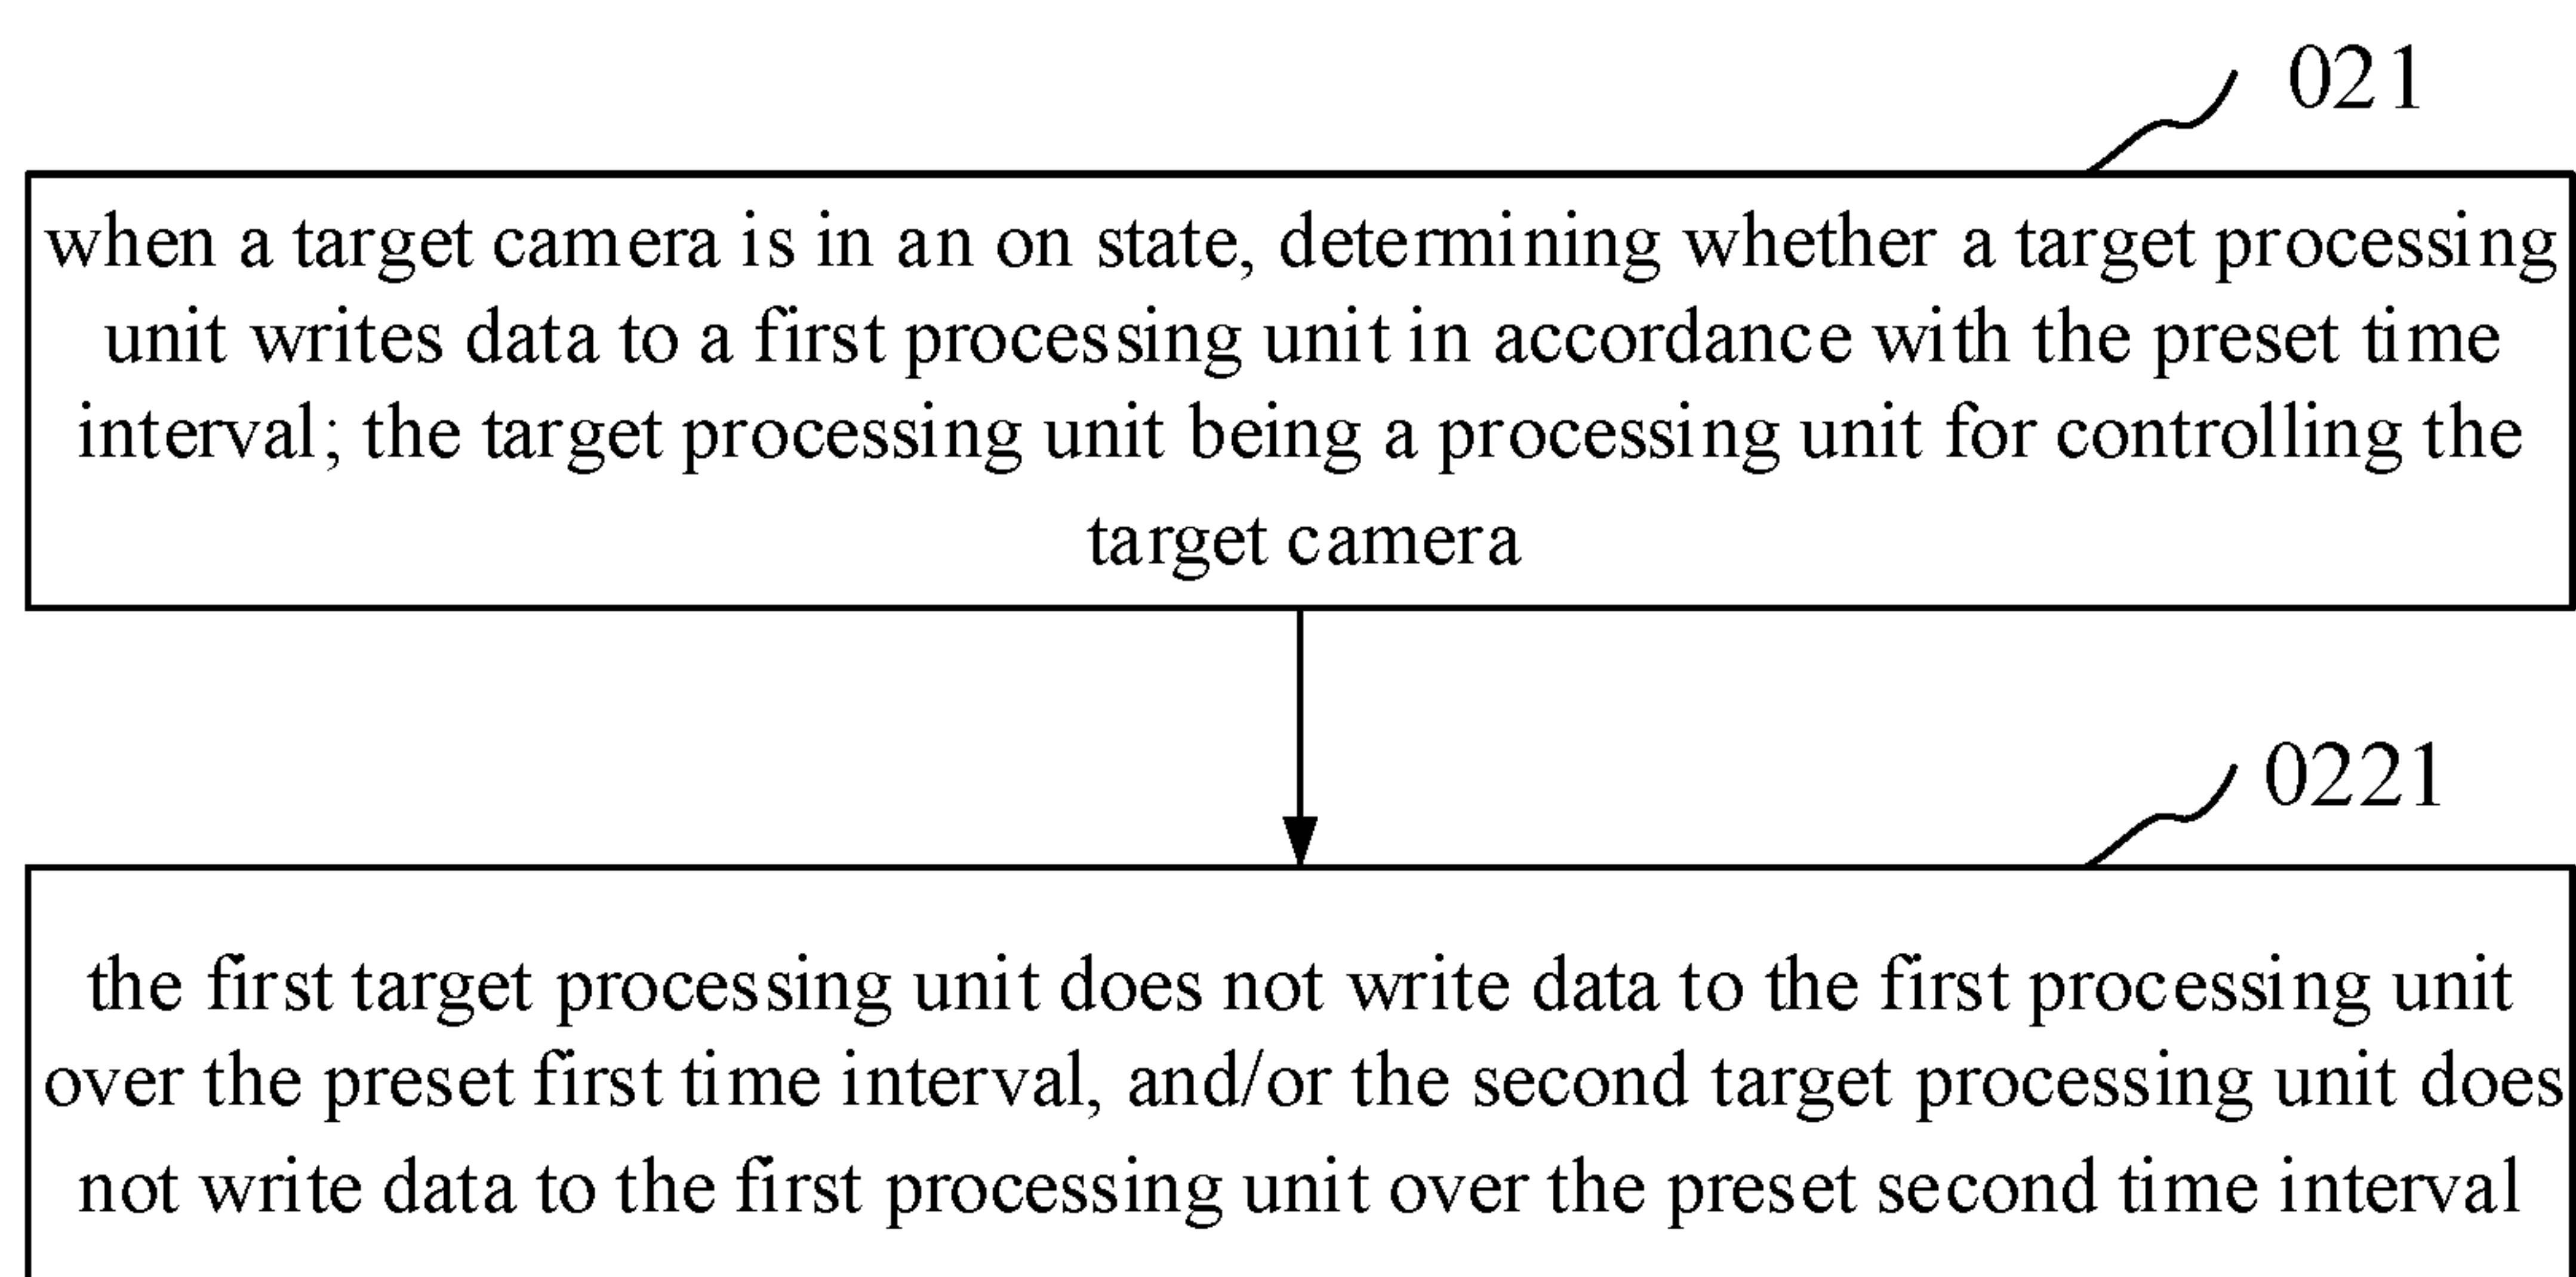 021
when a target camera is in an on state, determining whether a target processing
unit writes data to a first processing unit in accordance with the preset time
interval; the target processing unit being a processing unit for controlling the
target camera
0221
the first target processing unit does not write data to the first processing unit
over the preset first time interval, and/or the second target processing unit does
not write data to the first processing unit over the preset second time interval